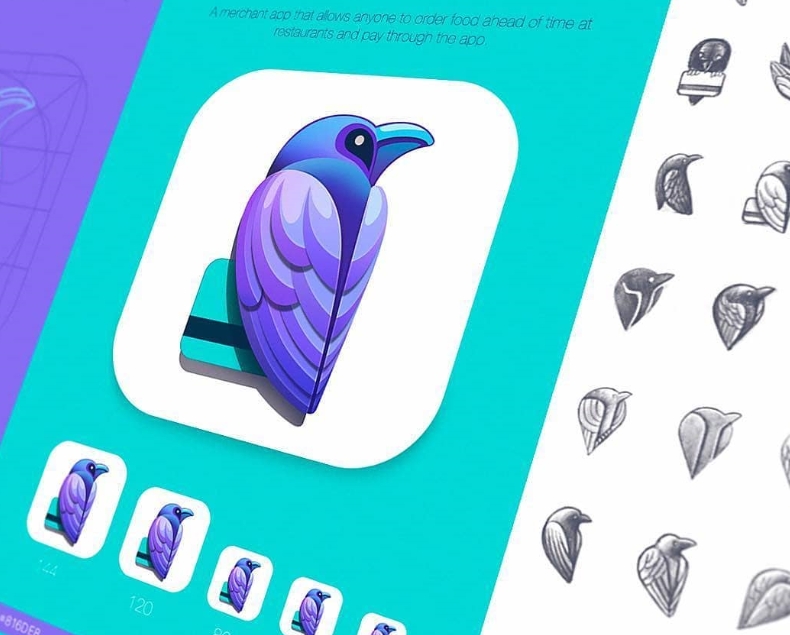 A merchant app that allows anyone to order food ahead of time at
restaurants and pay through the app.
144
120
#816DF8